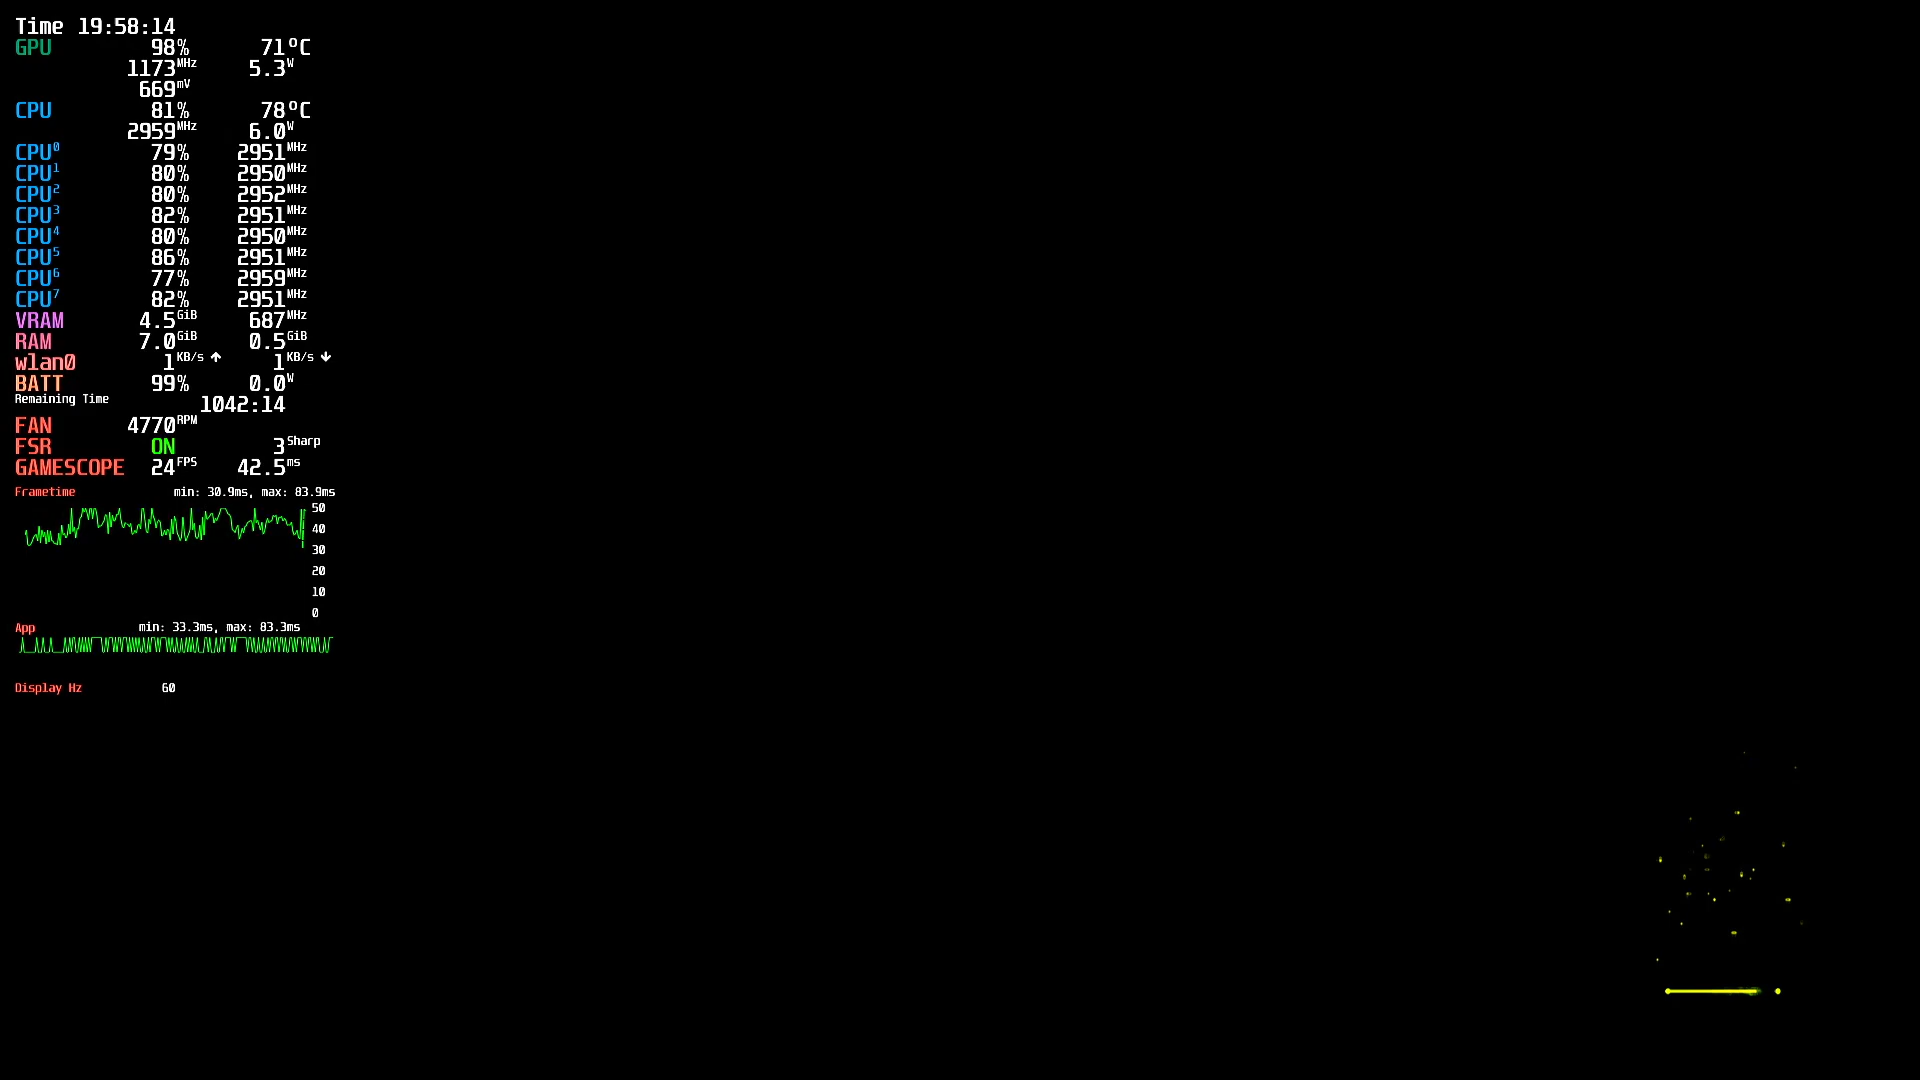 Time 19:58:14
GPU 98% 71°C
1173MHz 5.3W
669mV
CPU 81% 78°C
2959MHz 6.0W
CPU0 79% 2951MHz
CPU1 80% 2950MHz
CPU2 80% 2952MHz
CPU3 82% 2951MHz
CPU4 80% 2950MHz
CPU5 86% 2951MHz
CPU6 77% 2959MHz
CPU7 82% 2951MHz
VRAM 4.5GiB 687MHz
RAM 7.0GiB 0.5GiB
wlan0 1KB/s ↑ 1KB/s ↓
BATT 99% 0.0W
Remaining Time 1042:14
FAN 4770RPM
FSR ON 3Sharp
GAMESCOPE 24FPS 42.5ms
Frametime min: 30.9ms, max: 83.9ms
50
40
30
20
10
0
App min: 33.3ms, max: 83.3ms
Display Hz 60